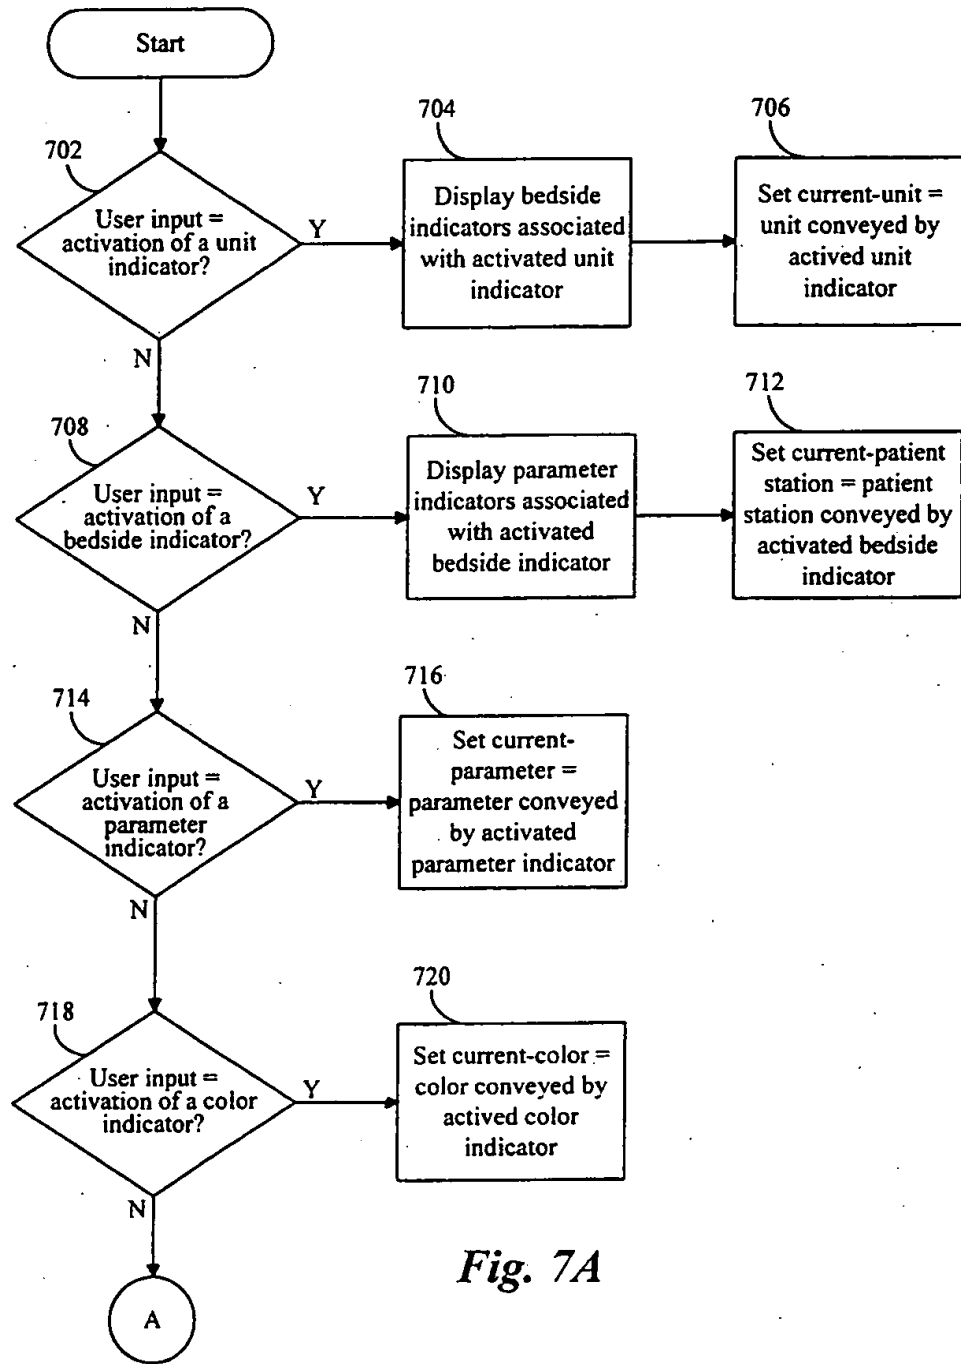 Start
702
User input =
activation of a unit
indicator?
Y
N
704
Display bedside
indicators associated
with activated unit
indicator
706
Set current-unit =
unit conveyed by
actived unit
indicator
708
User input =
activation of a
bedside indicator?
Y
N
710
Display parameter
indicators associated
with activated
bedside indicator
712
Set current-patient
station = patient
station conveyed by
activated bedside
indicator
714
User input =
activation of a
parameter
indicator?
Y
N
716
Set current-
parameter =
parameter conveyed
by activated
parameter indicator
718
User input =
activation of a color
indicator?
Y
N
720
Set current-color =
color conveyed by
actived color
indicator
A
Fig. 7A